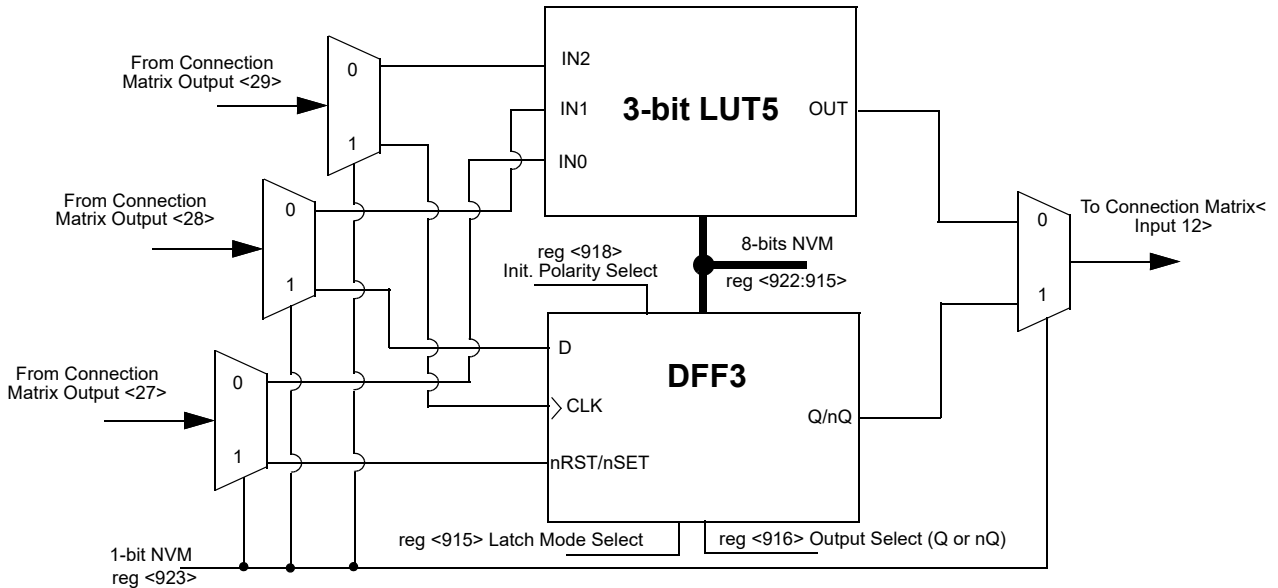 From Connection
Matrix Output <29>
0
1
IN2
IN1
IN0
3-bit LUT5
OUT
From Connection
Matrix Output <28>
0
1
0
1
To Connection Matrix<
Input 12>
reg <918>
Init. Polarity Select
8-bits NVM
reg <922:915>
From Connection
Matrix Output <27>
0
1
D
CLK
nRST/nSET
DFF3
Q/nQ
reg <915> Latch Mode Select
reg <916> Output Select (Q or nQ)
1-bit NVM
reg <923>